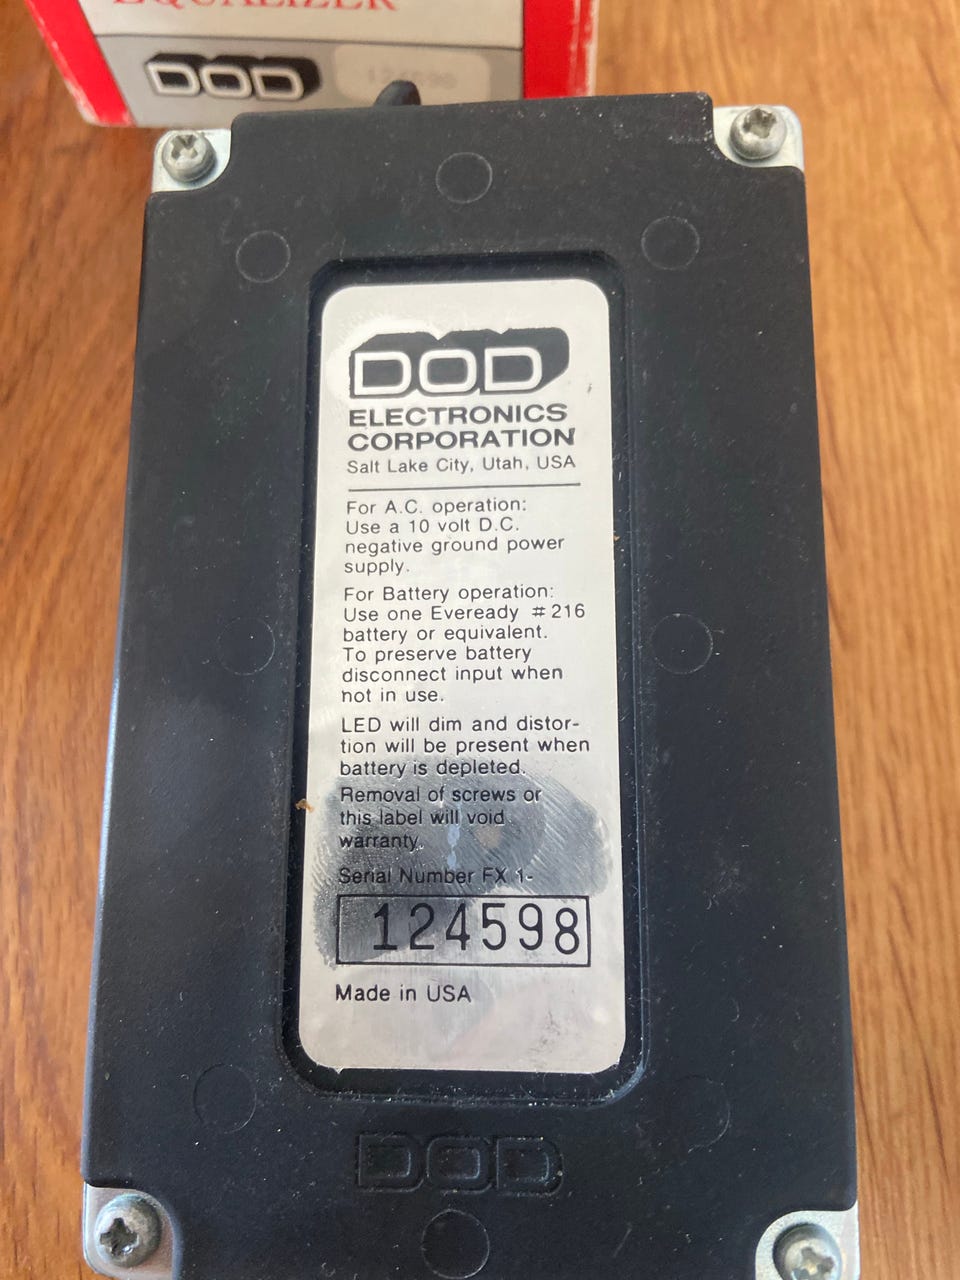 EQUALIZER
DOD
124598
DOD
ELECTRONICS
CORPORATION
Salt Lake City, Utah, USA
For A.C. operation:
Use a 10 volt D.C.
negative ground power
supply.
For Battery operation:
Use one Eveready #216
battery or equivalent.
To preserve battery
disconnect input when
not in use.
LED will dim and distor-
tion will be present when
battery is depleted.
Removal of screws or
this label will void
warranty.
Serial Number FX 1-
124598
Made in USA
DOD